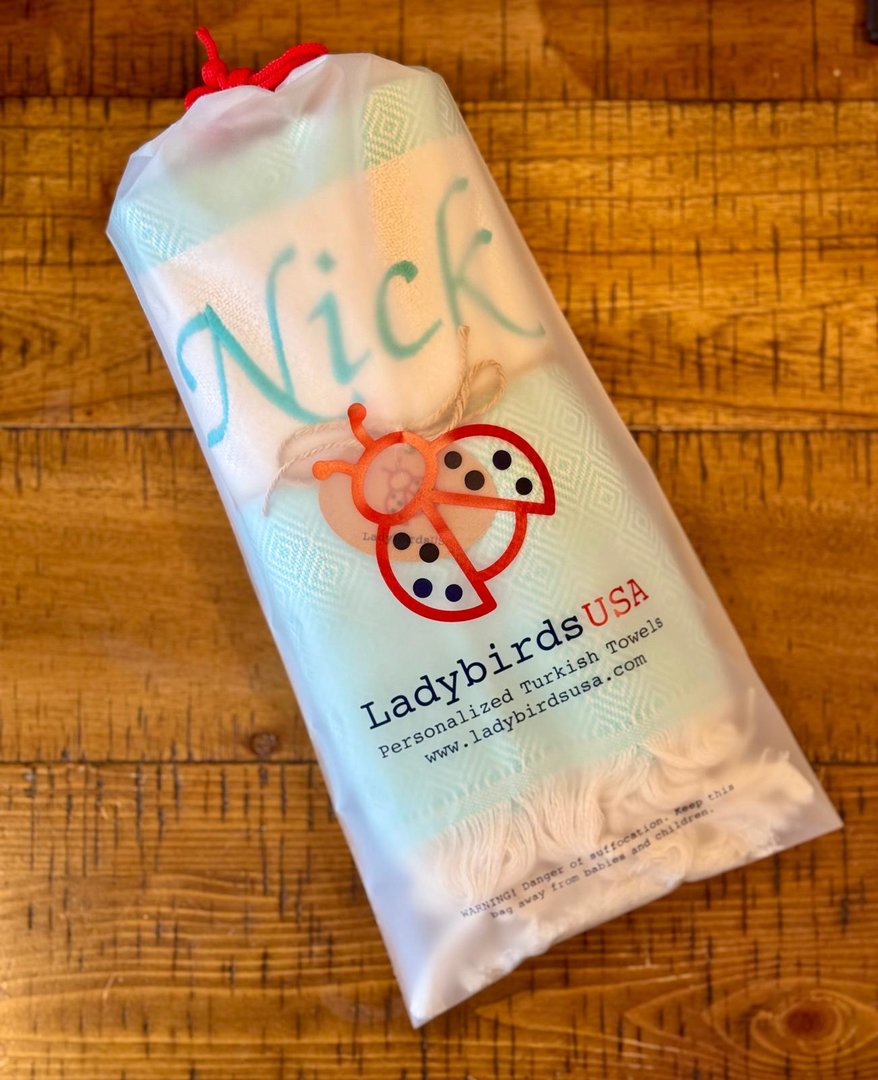 Nick
LadybirdsUSA
LadybirdsUSA
Personalized Turkish Towels
www.ladybirdsusa.com
WARNING! Danger of suffocation. Keep this
bag away from babies and children.